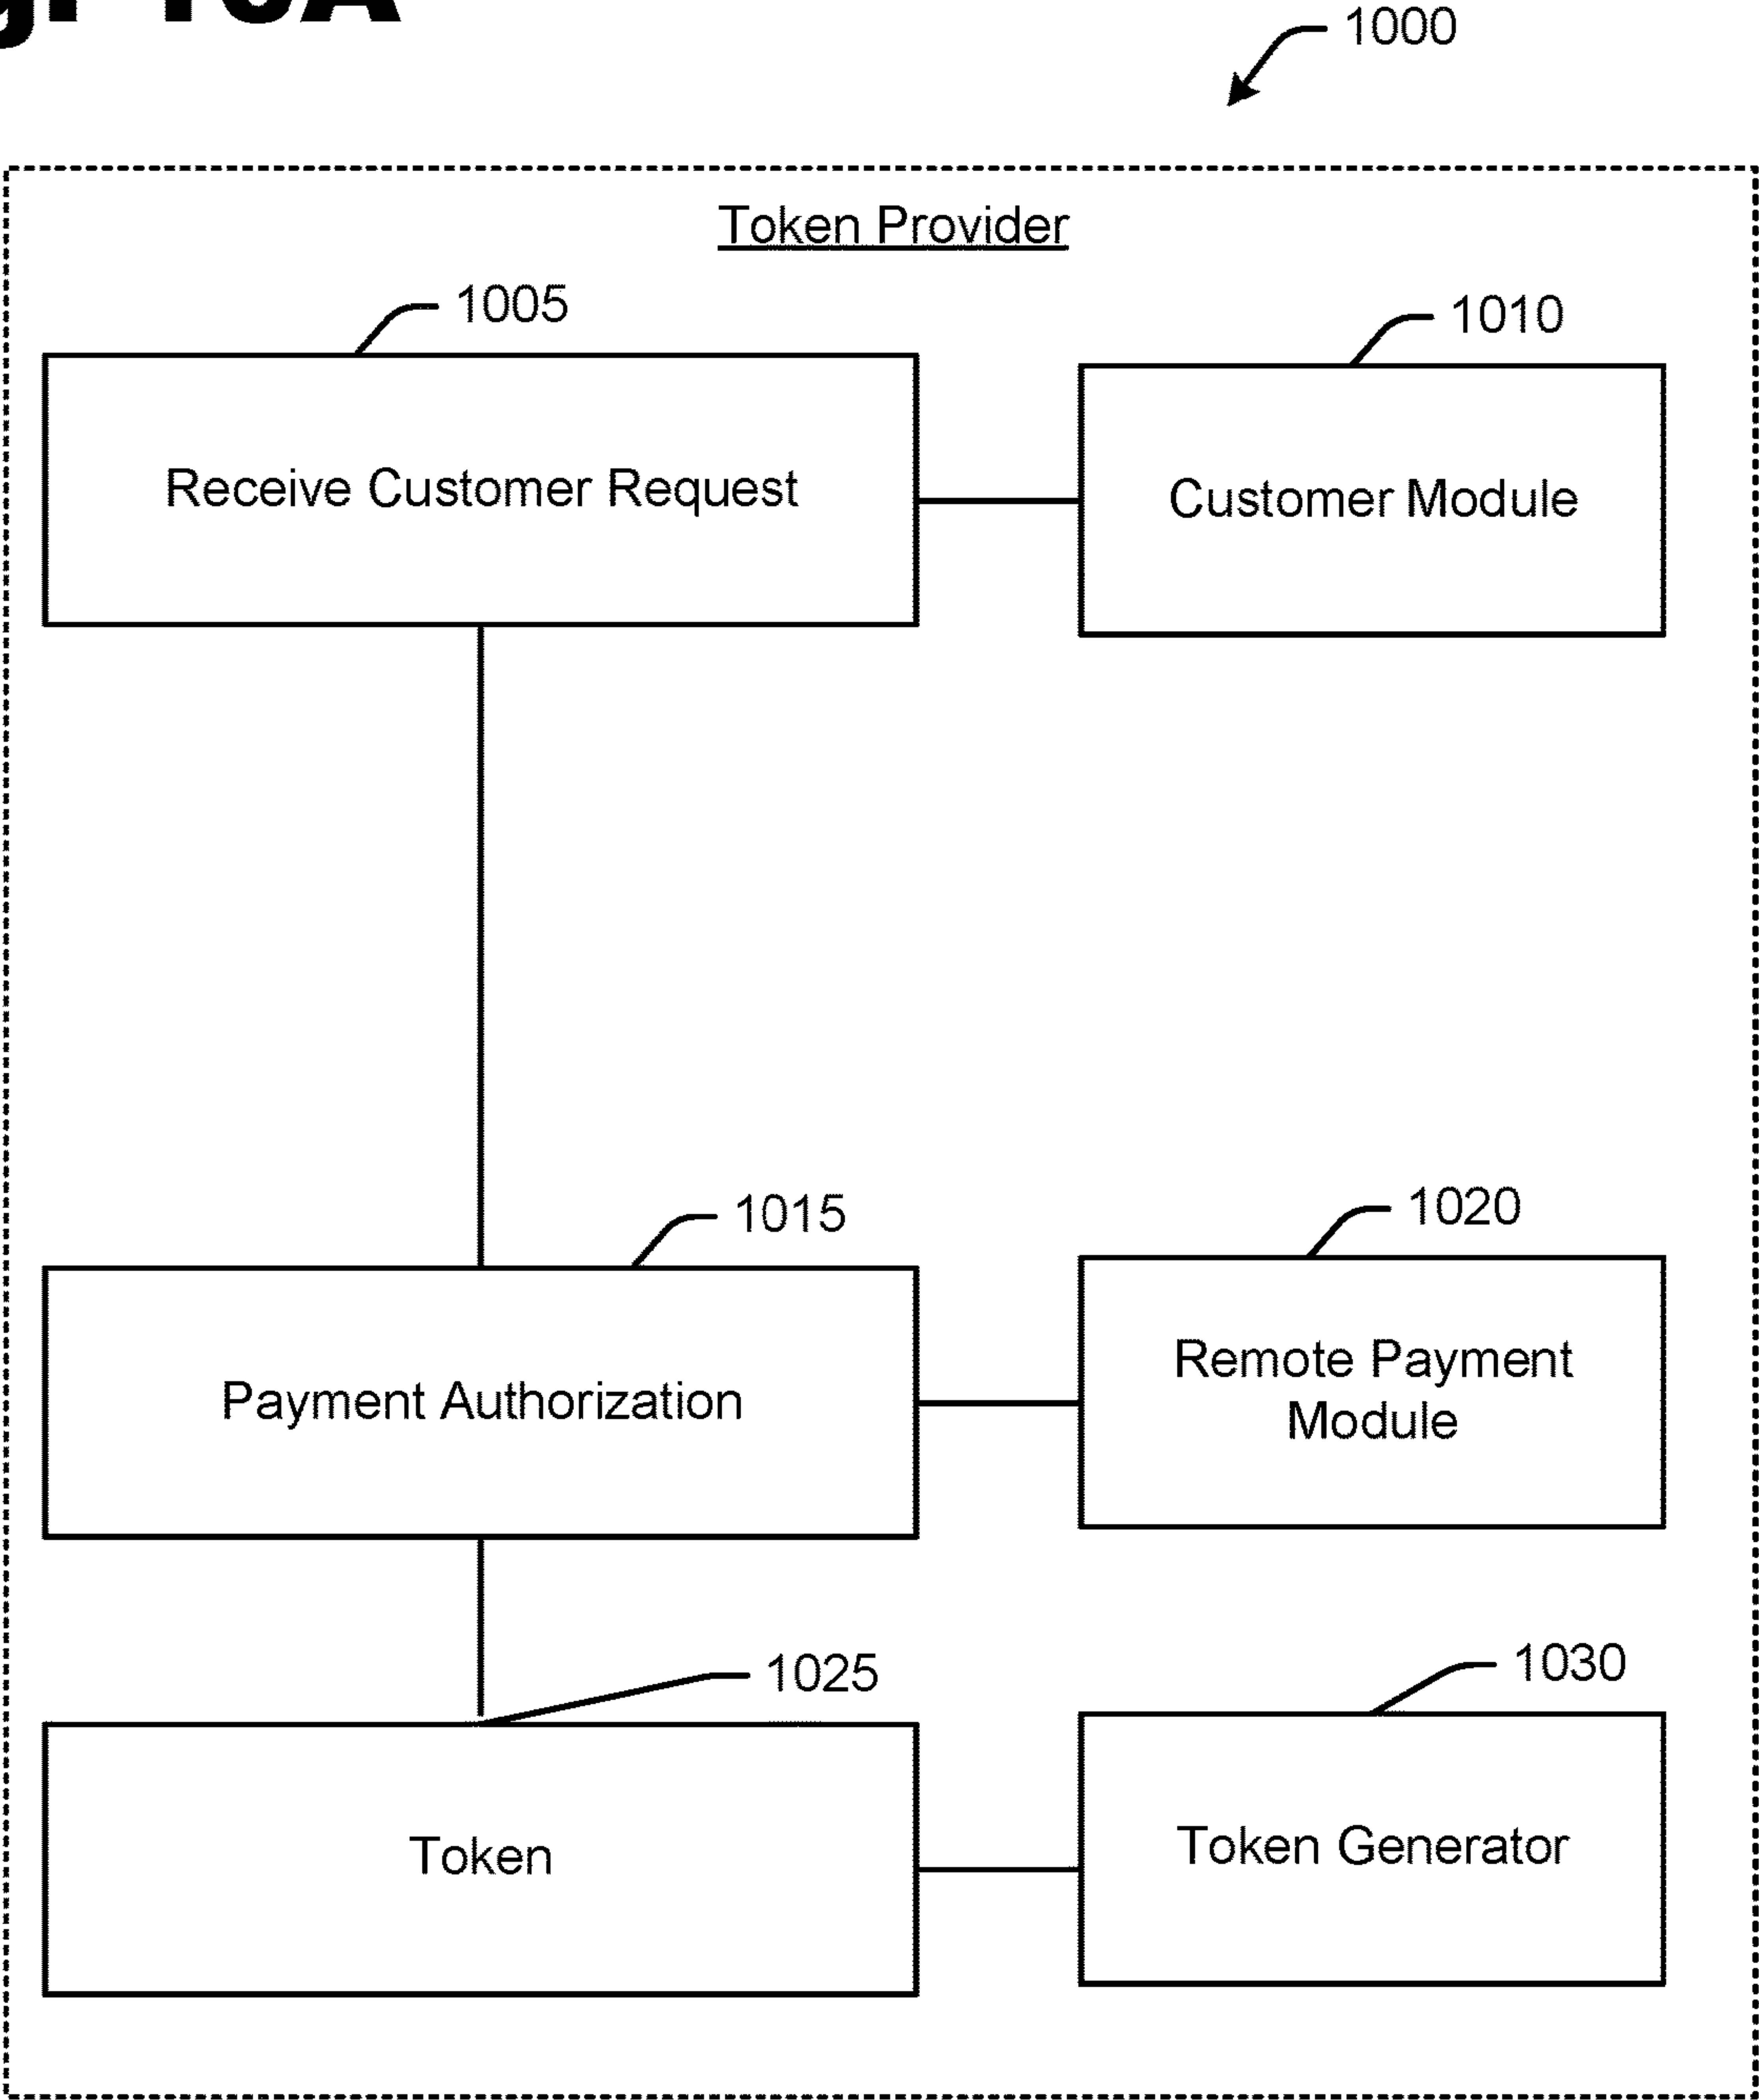 1000
Token Provider
1005
1010
Receive Customer Request
Customer Module
1015
1020
Payment Authorization
Remote Payment
Module
1025
1030
Token
Token Generator